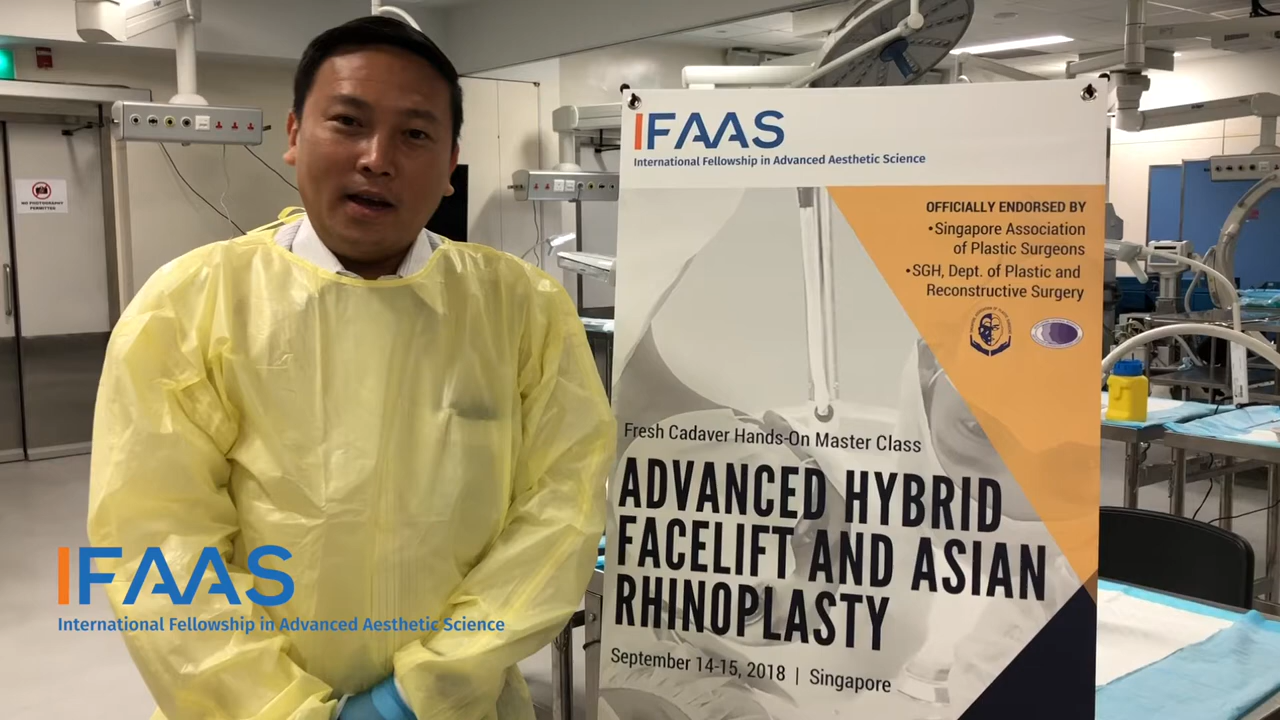 NO PHOTOGRAPHY
PERMITTED
IFAAS
International Fellowship in Advanced Aesthetic Science
OFFICIALLY ENDORSED BY
•Singapore Association
of Plastic Surgeons
•SGH, Dept. of Plastic and
Reconstructive Surgery
Fresh Cadaver Hands-On Master Class
ADVANCED HYBRID
FACELIFT AND ASIAN
RHINOPLASTY
September 14-15, 2018 | Singapore
IFAAS
International Fellowship in Advanced Aesthetic Science